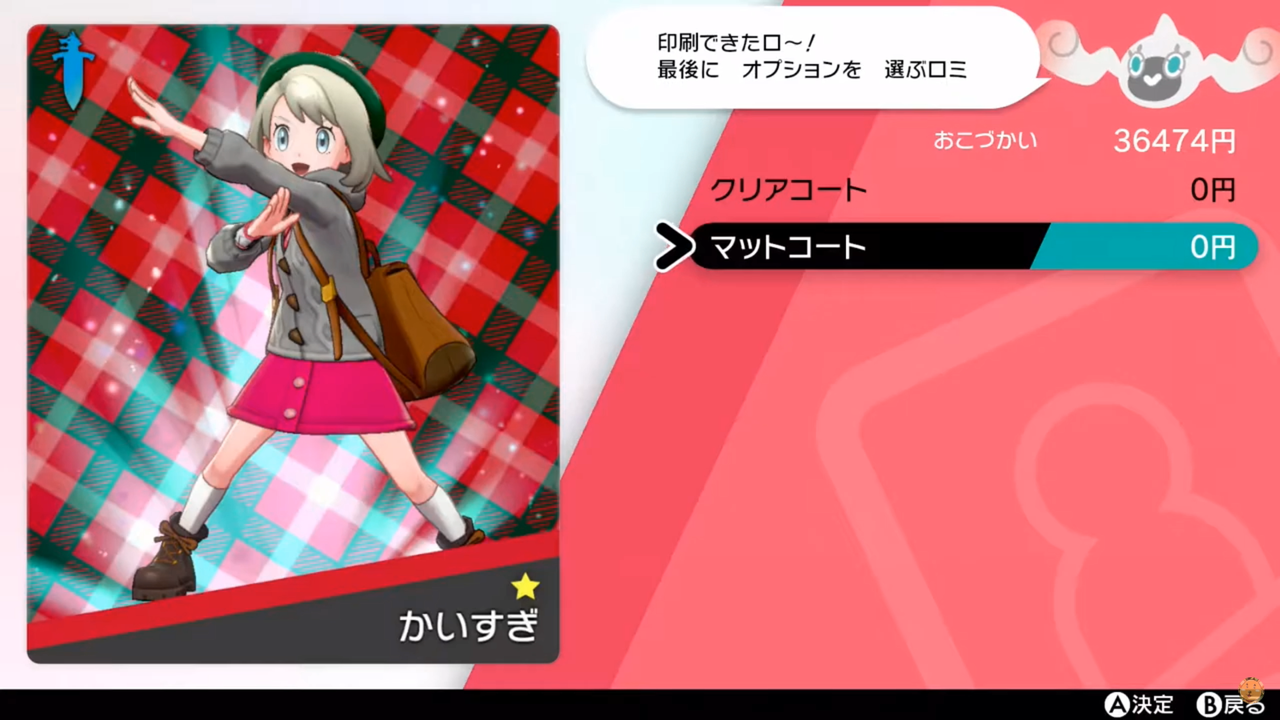 印刷できたロ～！
最後に　オプションを　選ぶロミ
おこづかい　36474円
クリアコート　0円
マットコート　0円
かいすぎ
A決定　B戻る